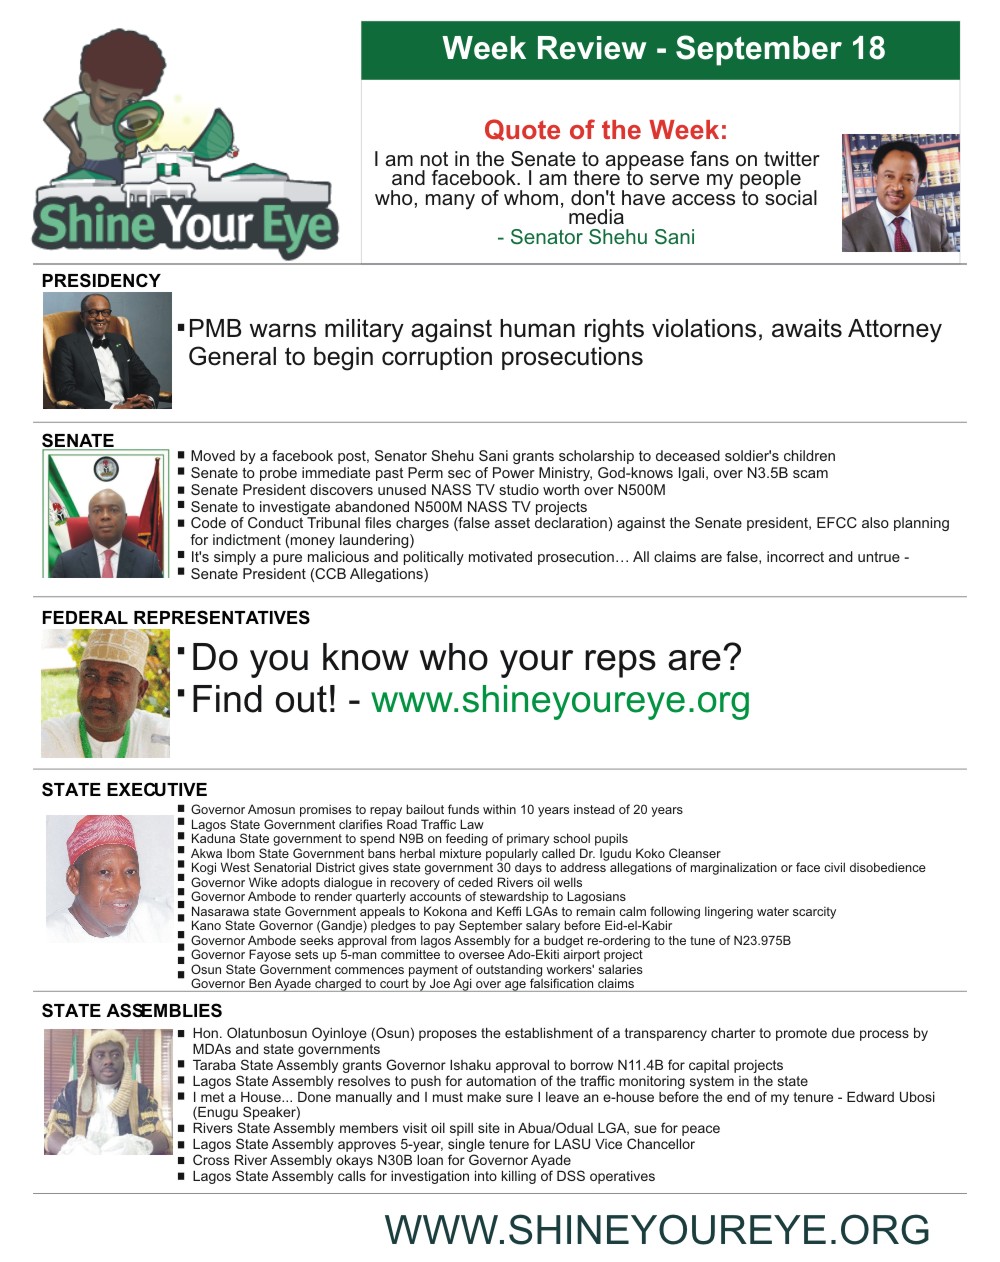 Shine Your Eye
Week Review - September 18
Quote of the Week:
I am not in the Senate to appease fans on twitter
and facebook. I am there to serve my people
who, many of whom, don't have access to social
media
- Senator Shehu Sani
PRESIDENCY
PMB warns military against human rights violations, awaits Attorney
General to begin corruption prosecutions
SENATE
Moved by a facebook post, Senator Shehu Sani grants scholarship to deceased soldier's children
Senate to probe immediate past Perm sec of Power Ministry, God-knows Igali, over N3.5B scam
Senate President discovers unused NASS TV studio worth over N500M
Senate to investigate abandoned N500M NASS TV projects
Code of Conduct Tribunal files charges (false asset declaration) against the Senate president, EFCC also planning
for indictment (money laundering)
It's simply a pure malicious and politically motivated prosecution… All claims are false, incorrect and untrue -
Senate President (CCB Allegations)
FEDERAL REPRESENTATIVES
Do you know who your reps are?
Find out! - www.shineyoureye.org
STATE EXECUTIVE
Governor Amosun promises to repay bailout funds within 10 years instead of 20 years
Lagos State Government clarifies Road Traffic Law
Kaduna State government to spend N9B on feeding of primary school pupils
Akwa Ibom State Government bans herbal mixture popularly called Dr. Igudu Koko Cleanser
Kogi West Senatorial District gives state government 30 days to address allegations of marginalization or face civil disobedience
Governor Wike adopts dialogue in recovery of ceded Rivers oil wells
Governor Ambode to render quarterly accounts of stewardship to Lagosians
Nasarawa state Government appeals to Kokona and Keffi LGAs to remain calm following lingering water scarcity
Kano State Governor (Gandje) pledges to pay September salary before Eid-el-Kabir
Governor Ambode seeks approval from lagos Assembly for a budget re-ordering to the tune of N23.975B
Governor Fayose sets up 5-man committee to oversee Ado-Ekiti airport project
Osun State Government commences payment of outstanding workers' salaries
Governor Ben Ayade charged to court by Joe Agi over age falsification claims
STATE ASSEMBLIES
Hon. Olatunbosun Oyinloye (Osun) proposes the establishment of a transparency charter to promote due process by
MDAs and state governments
Taraba State Assembly grants Governor Ishaku approval to borrow N11.4B for capital projects
Lagos State Assembly resolves to push for automation of the traffic monitoring system in the state
I met a House... Done manually and I must make sure I leave an e-house before the end of my tenure - Edward Ubosi
(Enugu Speaker)
Rivers State Assembly members visit oil spill site in Abua/Odual LGA, sue for peace
Lagos State Assembly approves 5-year, single tenure for LASU Vice Chancellor
Cross River Assembly okays N30B loan for Governor Ayade
Lagos State Assembly calls for investigation into killing of DSS operatives
WWW.SHINEYOUREYE.ORG